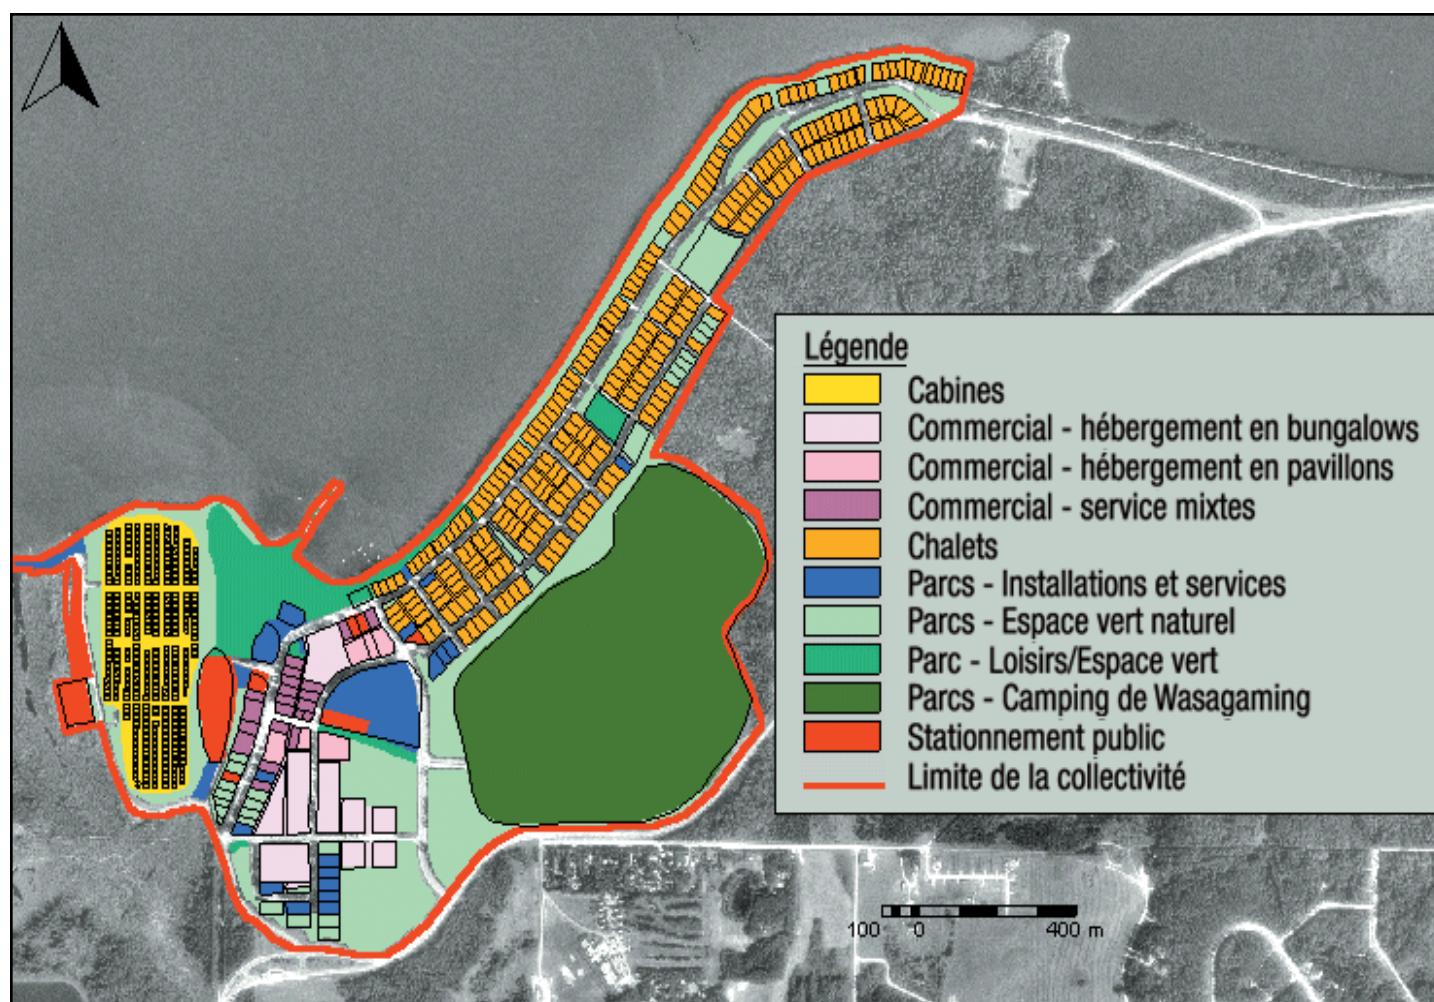 Légende
Cabines
Commercial - hébergement en bungalows
Commercial - hébergement en pavillons
Commercial - service mixtes
Chalets
Parcs - Installations et services
Parcs - Espace vert naturel
Parc - Loisirs/Espace vert
Parcs - Camping de Wasagaming
Stationnement public
Limite de la collectivité
100 0 400 m